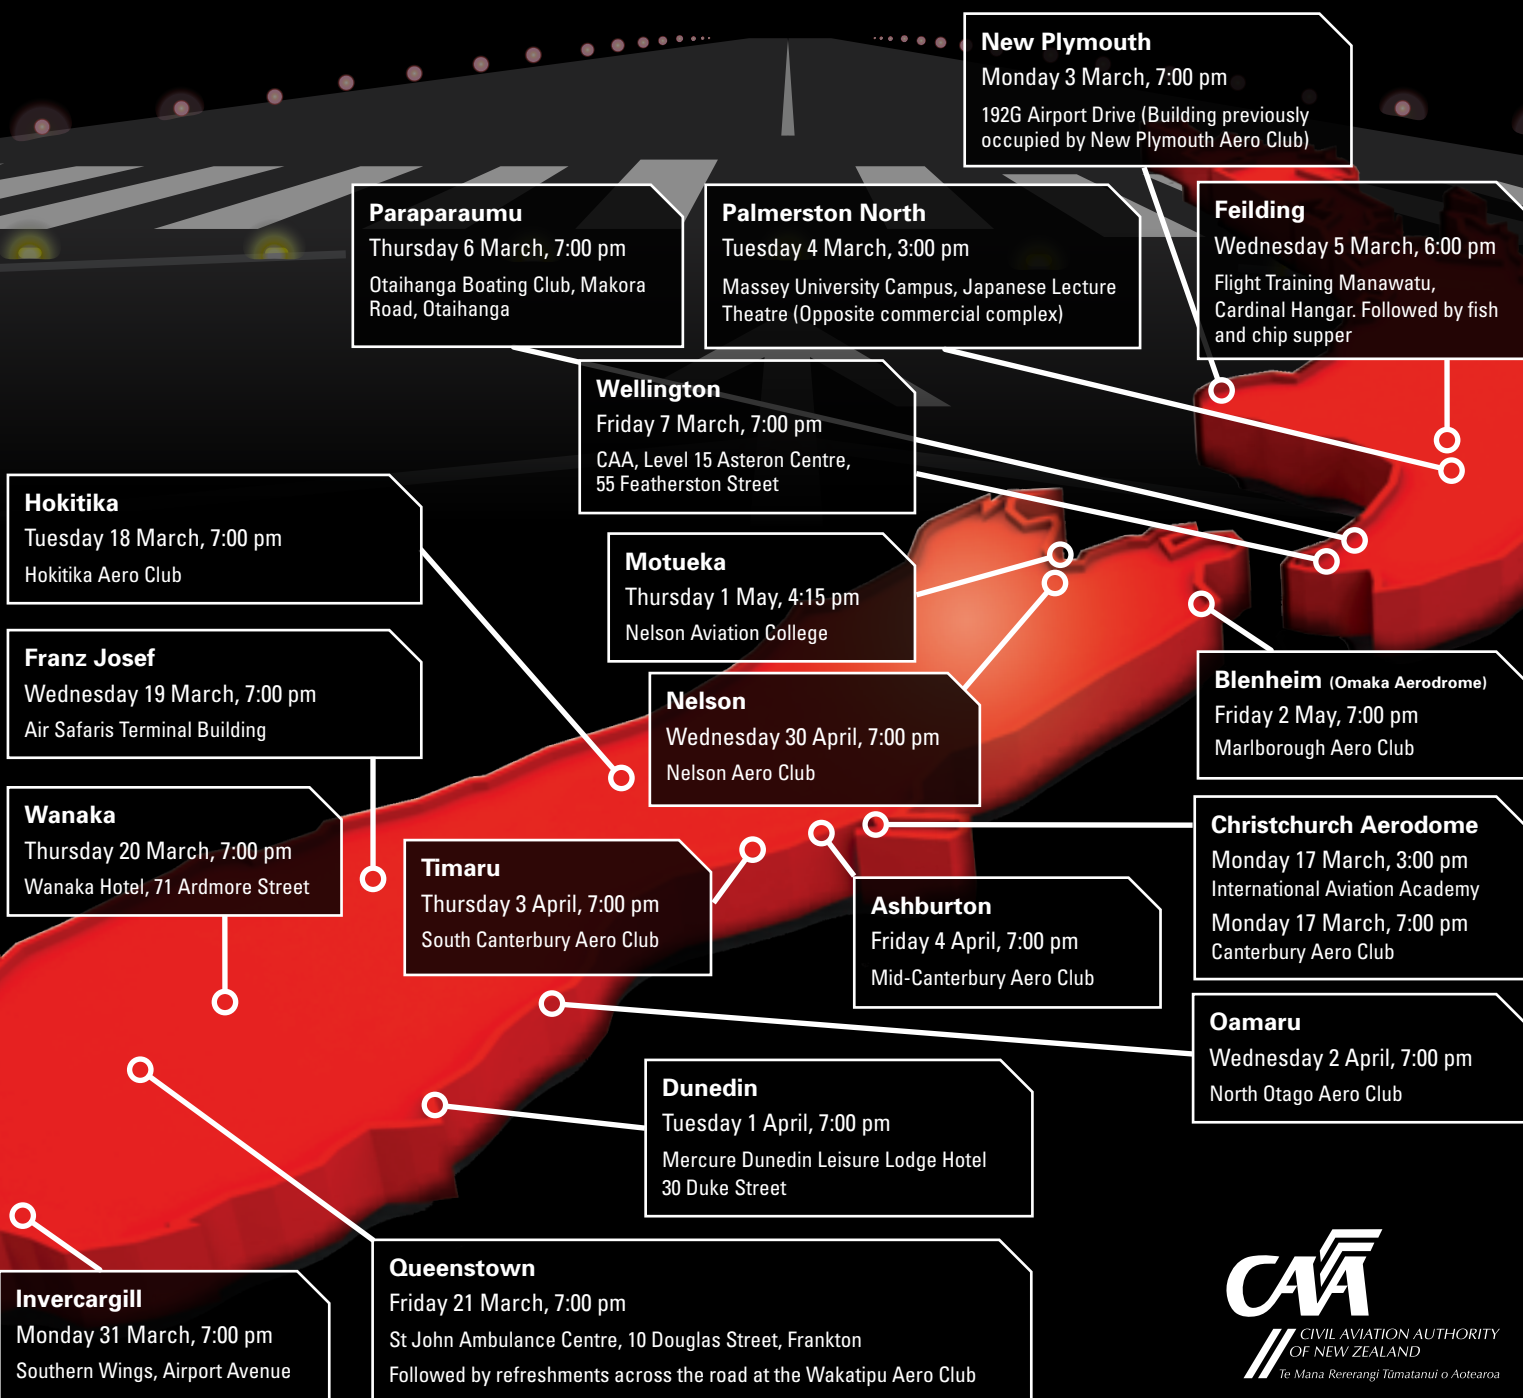 New Plymouth
Monday 3 March, 7:00 pm
192G Airport Drive (Building previously
occupied by New Plymouth Aero Club)
Paraparaumu
Thursday 6 March, 7:00 pm
Otaihanga Boating Club, Makora
Road, Otaihanga
Palmerston North
Tuesday 4 March, 3:00 pm
Massey University Campus, Japanese Lecture
Theatre (Opposite commercial complex)
Feilding
Wednesday 5 March, 6:00 pm
Flight Training Manawatu,
Cardinal Hangar. Followed by fish
and chip supper
Wellington
Friday 7 March, 7:00 pm
CAA, Level 15 Asteron Centre,
55 Featherston Street
Hokitika
Tuesday 18 March, 7:00 pm
Hokitika Aero Club
Motueka
Thursday 1 May, 4:15 pm
Nelson Aviation College
Franz Josef
Wednesday 19 March, 7:00 pm
Air Safaris Terminal Building
Nelson
Wednesday 30 April, 7:00 pm
Nelson Aero Club
Blenheim (Omaka Aerodrome)
Friday 2 May, 7:00 pm
Marlborough Aero Club
Wanaka
Thursday 20 March, 7:00 pm
Wanaka Hotel, 71 Ardmore Street
Timaru
Thursday 3 April, 7:00 pm
South Canterbury Aero Club
Ashburton
Friday 4 April, 7:00 pm
Mid-Canterbury Aero Club
Christchurch Aerodome
Monday 17 March, 3:00 pm
International Aviation Academy
Monday 17 March, 7:00 pm
Canterbury Aero Club
Oamaru
Wednesday 2 April, 7:00 pm
North Otago Aero Club
Dunedin
Tuesday 1 April, 7:00 pm
Mercure Dunedin Leisure Lodge Hotel
30 Duke Street
Invercargill
Monday 31 March, 7:00 pm
Southern Wings, Airport Avenue
Queenstown
Friday 21 March, 7:00 pm
St John Ambulance Centre, 10 Douglas Street, Frankton
Followed by refreshments across the road at the Wakatipu Aero Club
CAA
CIVIL AVIATION AUTHORITY
OF NEW ZEALAND
Te Mana Rererangi Tūmatanui o Aotearoa